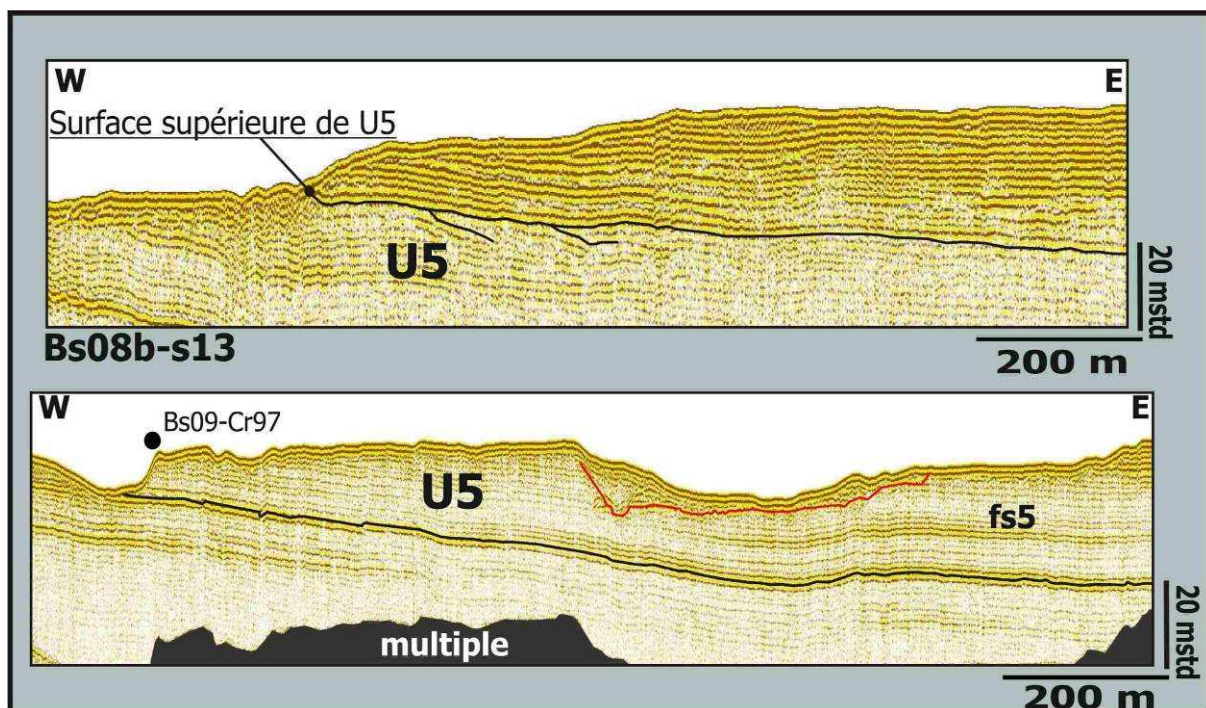 W E
Surface supérieure de U5
U5
20 mstd
Bs08b-s13
200 m
W E
Bs09-Cr97
U5
fs5
multiple
20 mstd
200 m